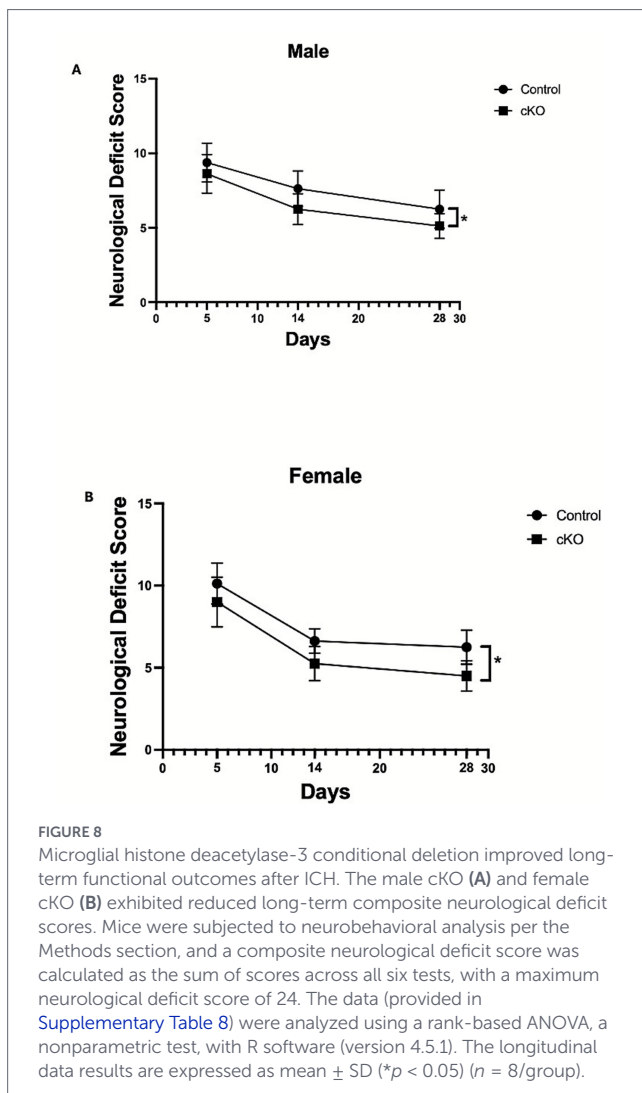 Male
A
15
10
5
0
Neurological Deficit Score
Control
cKO
*
0 5 10 14 20 28 30
Days
Female
B
15
10
5
0
Neurological Deficit Score
Control
cKO
*
0 5 10 14 20 28 30
Days
FIGURE 8
Microglial histone deacetylase-3 conditional deletion improved long-
term functional outcomes after ICH. The male cKO (A) and female
cKO (B) exhibited reduced long-term composite neurological deficit
scores. Mice were subjected to neurobehavioral analysis per the
Methods section, and a composite neurological deficit score was
calculated as the sum of scores across all six tests, with a maximum
neurological deficit score of 24. The data (provided in
Supplementary Table 8) were analyzed using a rank-based ANOVA, a
nonparametric test, with R software (version 4.5.1). The longitudinal
data results are expressed as mean ± SD (*p < 0.05) (n = 8/group).